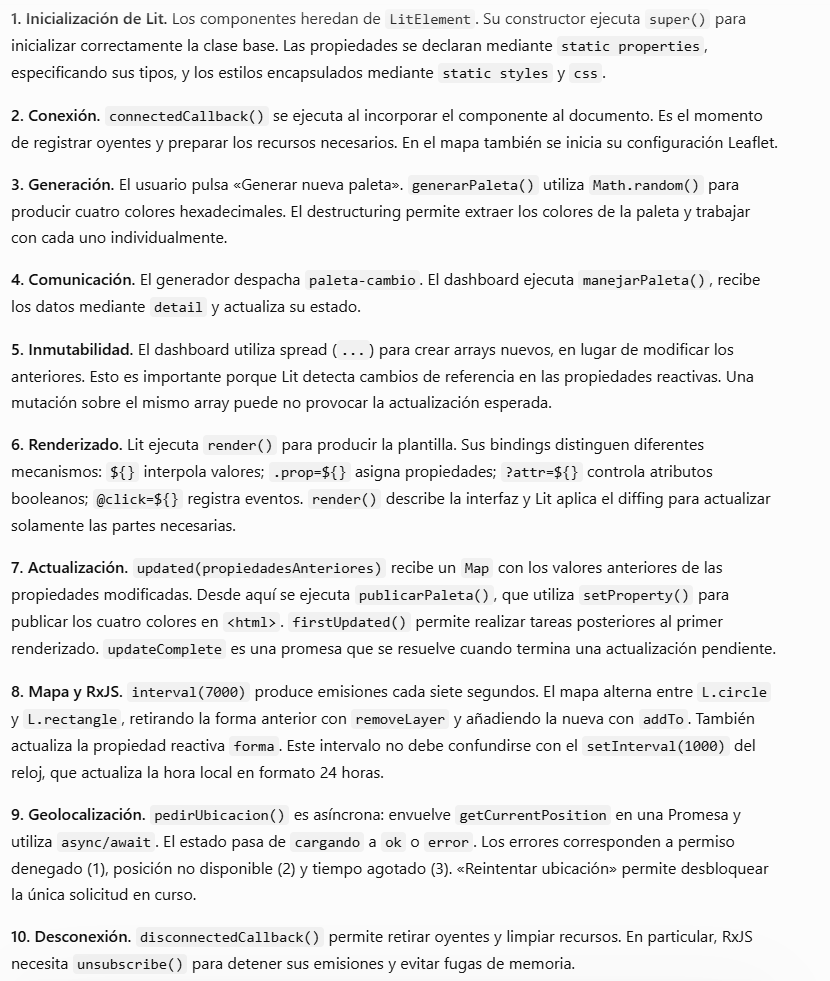 1. Inicialización de Lit. Los componentes heredan de LitElement. Su constructor ejecuta super() para
inicializar correctamente la clase base. Las propiedades se declaran mediante static properties,
especificando sus tipos, y los estilos encapsulados mediante static styles y css.
2. Conexión. connectedCallback() se ejecuta al incorporar el componente al documento. Es el momento
de registrar oyentes y preparar los recursos necesarios. En el mapa también se inicia su configuración Leaflet.
3. Generación. El usuario pulsa «Generar nueva paleta». generarPaleta() utiliza Math.random() para
producir cuatro colores hexadecimales. El destructuring permite extraer los colores de la paleta y trabajar
con cada uno individualmente.
4. Comunicación. El generador despacha paleta-cambio. El dashboard ejecuta manejarPaleta(), recibe
los datos mediante detail y actualiza su estado.
5. Inmutabilidad. El dashboard utiliza spread (...) para crear arrays nuevos, en lugar de modificar los
anteriores. Esto es importante porque Lit detecta cambios de referencia en las propiedades reactivas. Una
mutación sobre el mismo array puede no provocar la actualización esperada.
6. Renderizado. Lit ejecuta render() para producir la plantilla. Sus bindings distinguen diferentes
mecanismos: ${} interpola valores; .prop=${} asigna propiedades; ?attr=${} controla atributos
booleanos; @click=${} registra eventos. render() describe la interfaz y Lit aplica el diffing para actualizar
solamente las partes necesarias.
7. Actualización. updated(propiedadesAnteriores) recibe un Map con los valores anteriores de las
propiedades modificadas. Desde aquí se ejecuta publicarPaleta(), que utiliza setProperty() para
publicar los cuatro colores en <html>. firstUpdated() permite realizar tareas posteriores al primer
renderizado. updateComplete es una promesa que se resuelve cuando termina una actualización pendiente.
8. Mapa y RxJS. interval(7000) produce emisiones cada siete segundos. El mapa alterna entre L.circle
y L.rectangle, retirando la forma anterior con removeLayer y añadiendo la nueva con addTo. También
actualiza la propiedad reactiva forma. Este intervalo no debe confundirse con el setInterval(1000) del
reloj, que actualiza la hora local en formato 24 horas.
9. Geolocalización. pedirUbicacion() es asíncrona: envuelve getCurrentPosition en una Promesa y
utiliza async/await. El estado pasa de cargando a ok o error. Los errores corresponden a permiso
denegado (1), posición no disponible (2) y tiempo agotado (3). «Reintentar ubicación» permite desbloquear
la única solicitud en curso.
10. Desconexión. disconnectedCallback() permite retirar oyentes y limpiar recursos. En particular, RxJS
necesita unsubscribe() para detener sus emisiones y evitar fugas de memoria.